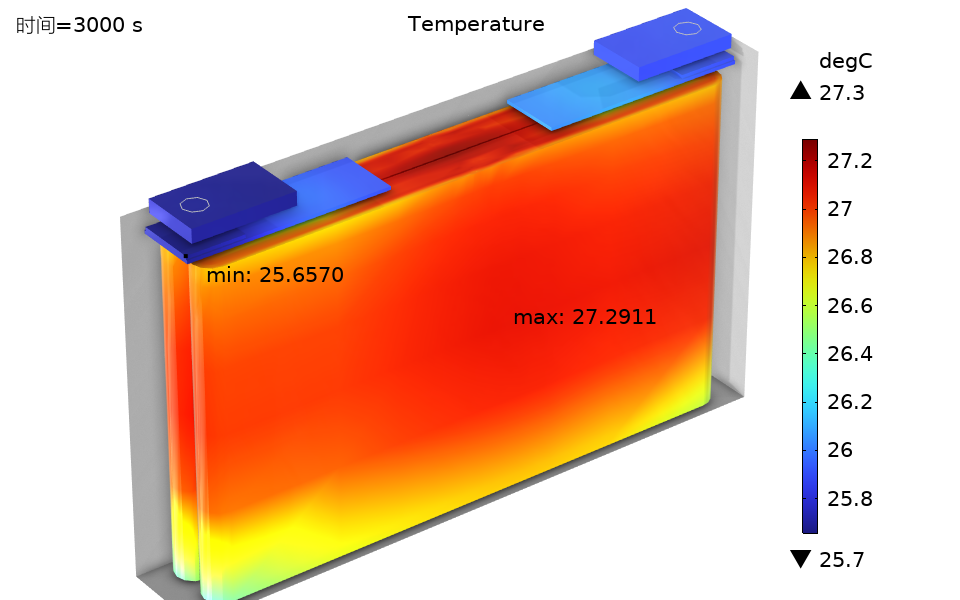 时间=3000 s
Temperature
degC
▲ 27.3
27.2
27
26.8
26.6
26.4
26.2
26
25.8
▼ 25.7
min: 25.6570
max: 27.2911